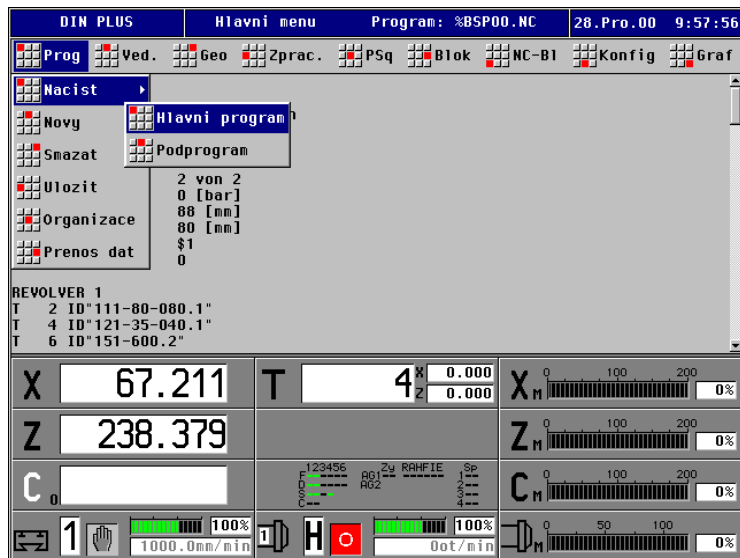 DIN PLUS Hlavni menu Program: %BSP00.NC 28.Pro.00 9:57:56
Prog Ved. Geo Zprac. PSq Blok NC-Bl Konfig Graf
Nacist
Hlavni program
Novy
Podprogram
Smazat
2 von 2
Ulozit
0 [bar]
88 [mm]
Organizace
80 [mm]
$1
Prenos dat
0
REVOLVER 1
T 2 ID"111-80-080.1"
T 4 ID"121-35-040.1"
T 6 ID"151-600.2"
X 67.211 T 4 X 0.000 Z 0.000 X M 0 100 200 0%
Z 238.379 Z M 0 100 200 0%
C 0 C M 0 100 200 0%
123456 Zy RAHFIE Sp
F AG1 1
D AG2 2
S 3
C 4
1 100% 1 H 100% M 0 50 100 0%
1000.0mm/min 0ot/min